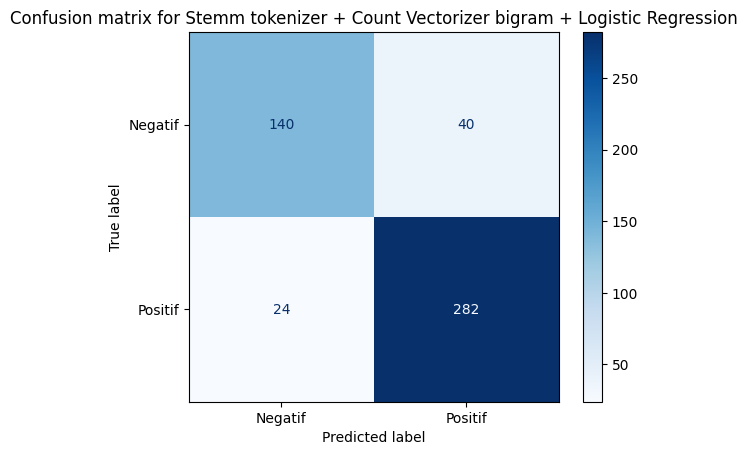 Confusion matrix for Stemm tokenizer + Count Vectorizer bigram + Logistic Regression
Negatif
140
40
Positif
24
282
Negatif
Positif
Predicted label
True label
250
200
150
100
50